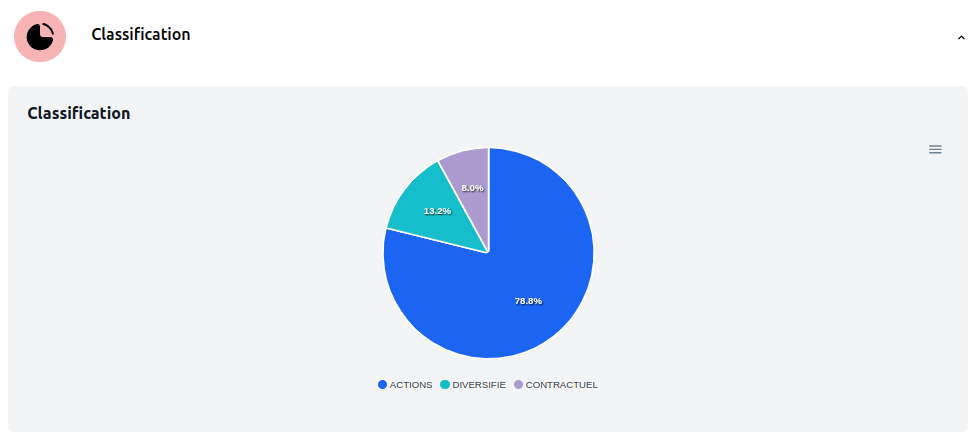 Classification
Classification
8.0%
13.2%
78.8%
ACTIONS DIVERSIFIE CONTRACTUEL